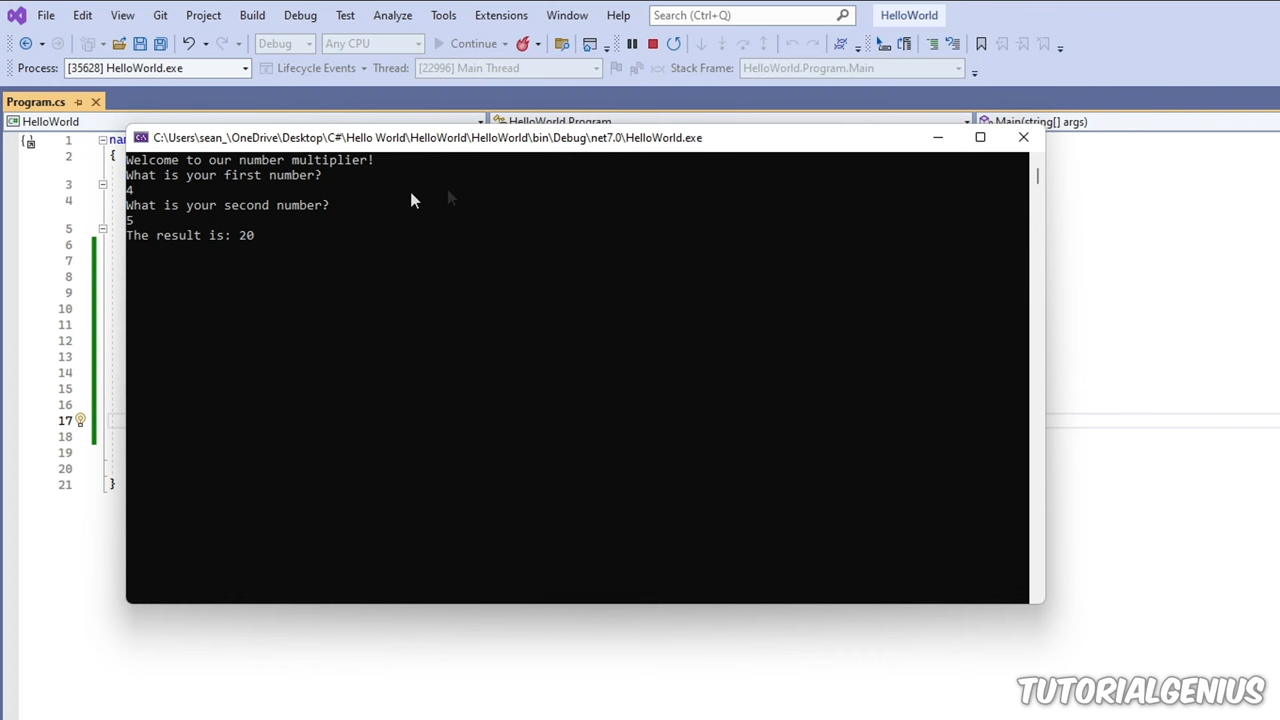 File Edit View Git Project Build Debug Test Analyze Tools Extensions Window Help Search (Ctrl+Q) HelloWorld
Debug Any CPU Continue
Process: [35628] HelloWorld.exe Lifecycle Events Thread: [22996] Main Thread Stack Frame: HelloWorld.Program.Main
Program.cs
HelloWorld HelloWorld.Program Main(string[] args)
C:\Users\sean_\OneDrive\Desktop\C#\Hello World\HelloWorld\HelloWorld\bin\Debug\net7.0\HelloWorld.exe
Welcome to our number multiplier!
What is your first number?
4
What is your second number?
5
The result is: 20
1 nam
2 {
3
4
5
6
7
8
9
10
11
12
13
14
15
16
17
18
19
20
21 }
TUTORIALGENIUS